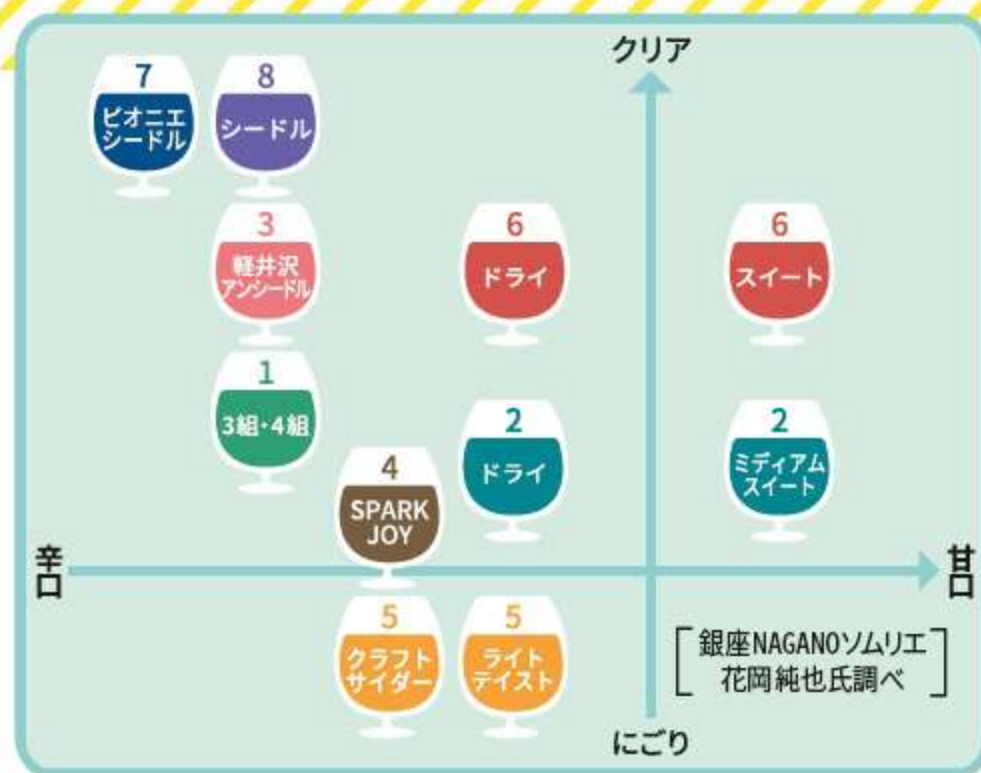 クリア
7
ピオニエ
シードル
8
シードル
3
軽井沢
アンシードル
6
ドライ
6
スイート
1
3組・4組
4
SPARK
JOY
2
ドライ
2
ミディアム
スイート
辛口
甘口
5
クラフト
サイダー
5
ライト
テイスト
銀座NAGANOソムリエ
花岡純也氏調べ
にごり